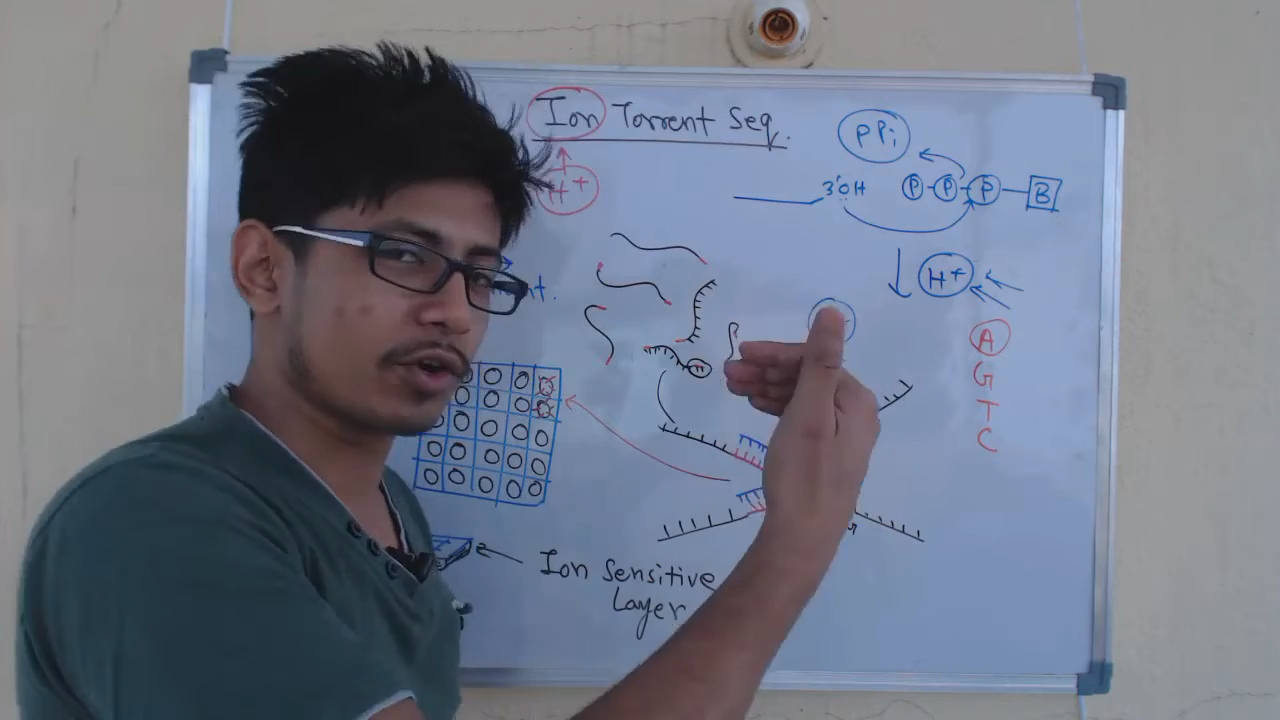 Ion Torrent Seq.
H+
PPi
3'OH P-P-P-B
H+
A
G
T
C
Ion Sensitive
Layer